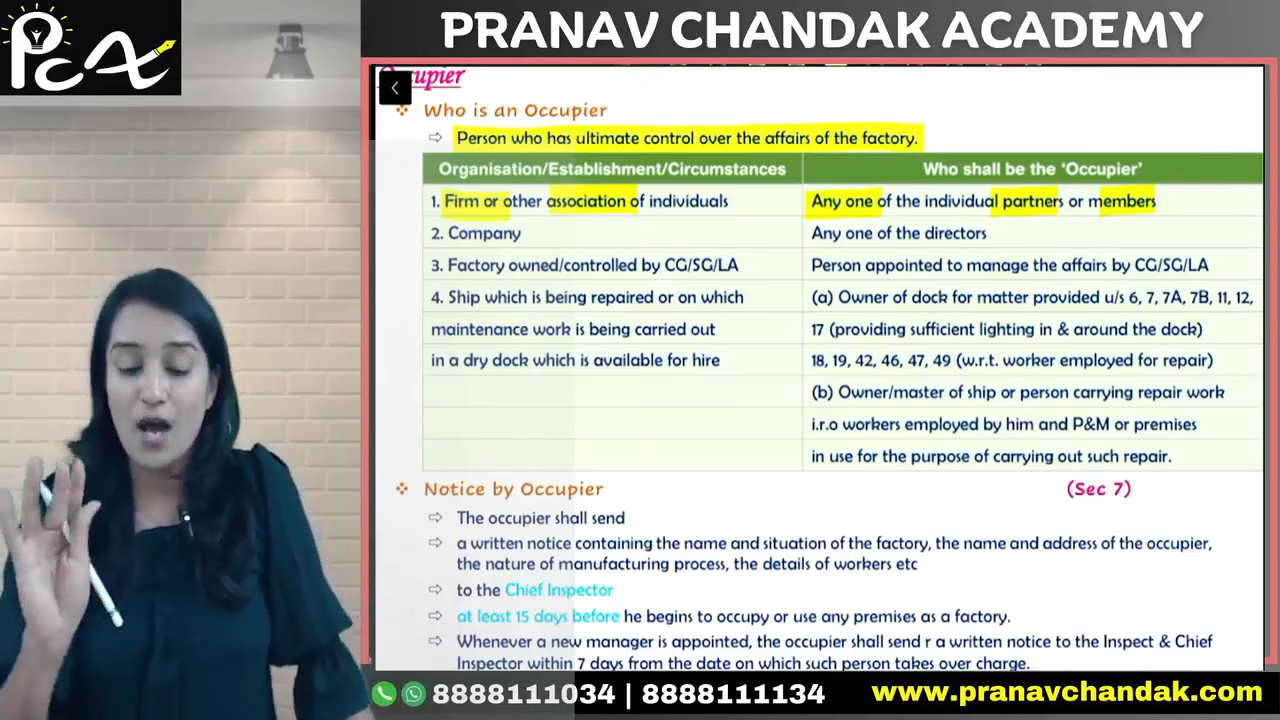 PCA
PRANAV CHANDAK ACADEMY
cupier
❖ Who is an Occupier
⇨ Person who has ultimate control over the affairs of the factory.
Organisation/Establishment/Circumstances Who shall be the ‘Occupier’
1. Firm or other association of individuals Any one of the individual partners or members
2. Company Any one of the directors
3. Factory owned/controlled by CG/SG/LA Person appointed to manage the affairs by CG/SG/LA
4. Ship which is being repaired or on which (a) Owner of dock for matter provided u/s 6, 7, 7A, 7B, 11, 12,
maintenance work is being carried out 17 (providing sufficient lighting in & around the dock)
in a dry dock which is available for hire 18, 19, 42, 46, 47, 49 (w.r.t. worker employed for repair)
(b) Owner/master of ship or person carrying repair work
i.r.o workers employed by him and P&M or premises
in use for the purpose of carrying out such repair.
❖ Notice by Occupier (Sec 7)
⇨ The occupier shall send
⇨ a written notice containing the name and situation of the factory, the name and address of the occupier,
the nature of manufacturing process, the details of workers etc
⇨ to the Chief Inspector
⇨ at least 15 days before he begins to occupy or use any premises as a factory.
⇨ Whenever a new manager is appointed, the occupier shall send r a written notice to the Inspect & Chief
Inspector within 7 days from the date on which such person takes over charge.
8888111034 | 8888111134 www.pranavchandak.com